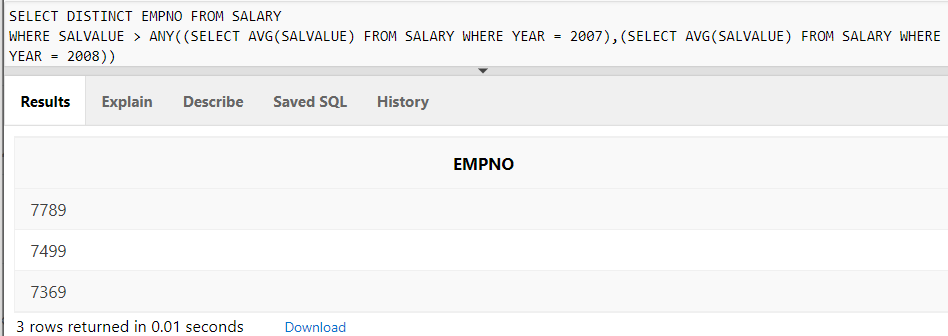 SELECT DISTINCT EMPNO FROM SALARY
WHERE SALVALUE > ANY((SELECT AVG(SALVALUE) FROM SALARY WHERE YEAR = 2007),(SELECT AVG(SALVALUE) FROM SALARY WHERE
YEAR = 2008))
Results Explain Describe Saved SQL History
EMPNO
7789
7499
7369
3 rows returned in 0.01 seconds Download